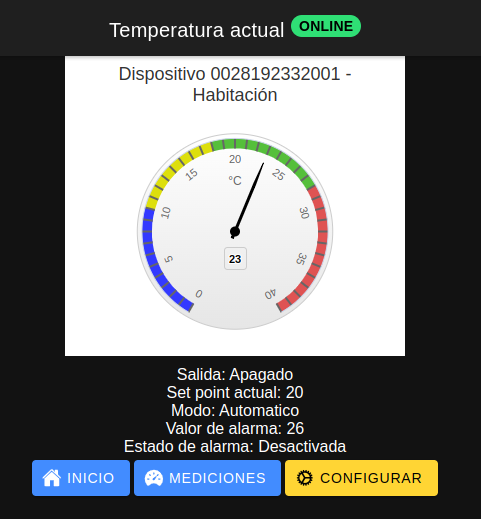 Temperatura actual ONLINE
Dispositivo 0028192332001 -
Habitación
20
15
25
°C
10
30
5
35
23
0
40
Salida: Apagado
Set point actual: 20
Modo: Automatico
Valor de alarma: 26
Estado de alarma: Desactivada
INICIO MEDICIONES CONFIGURAR